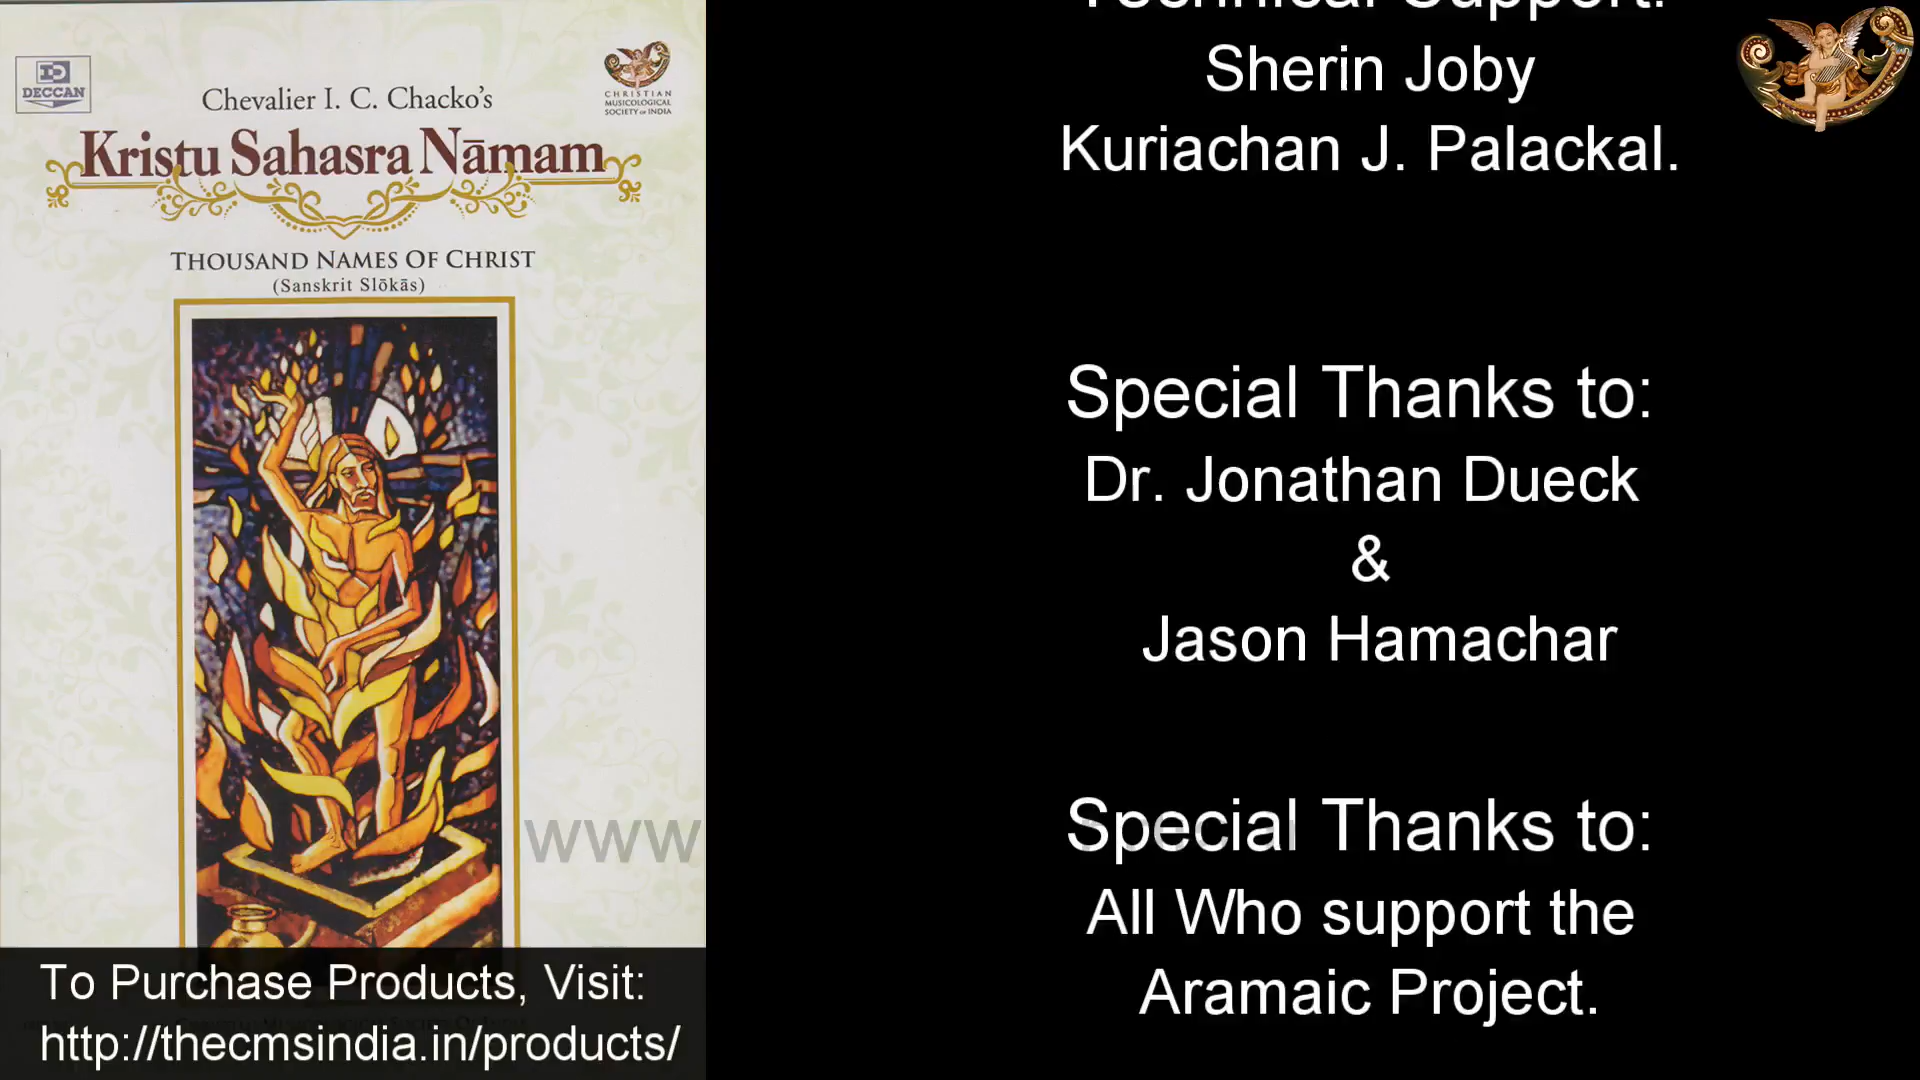 DECCAN
CHRISTIAN
MUSICOLOGICAL
SOCIETY OF INDIA
Chevalier I. C. Chacko's
Kristu Sahasra Nāmam
THOUSAND NAMES OF CHRIST
(Sanskrit Slōkās)
www
To Purchase Products, Visit:
http://thecmsindia.in/products/
Technical Support:
Sherin Joby
Kuriachan J. Palackal.
Special Thanks to:
Dr. Jonathan Dueck
&
Jason Hamachar
Special Thanks to:
All Who support the
Aramaic Project.